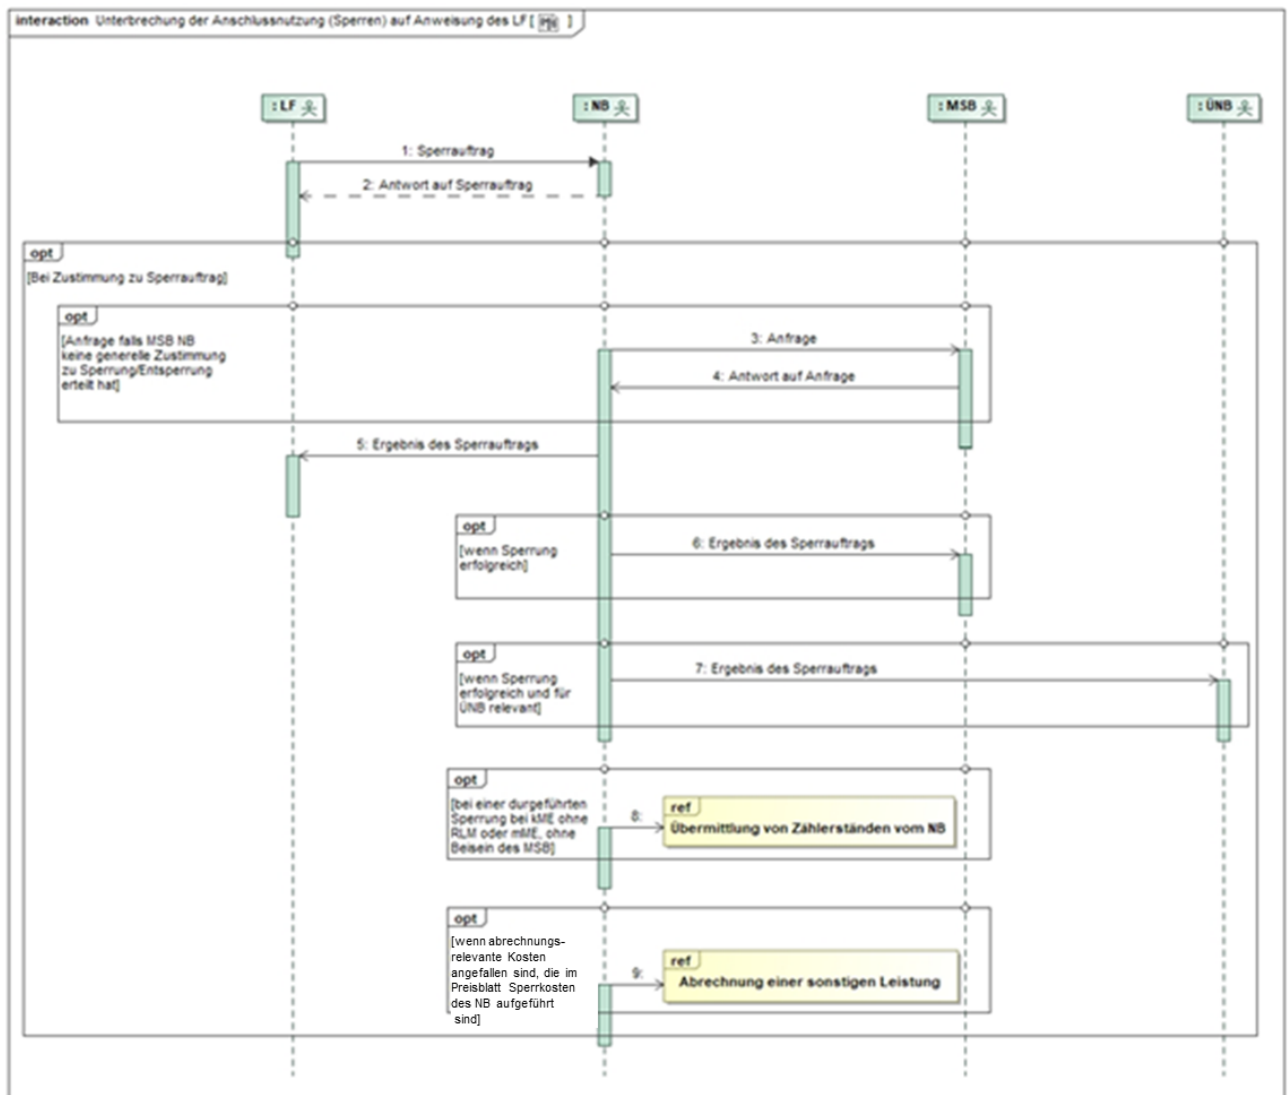 interaction Unterbrechung der Anschlussnutzung (Sperren) auf Anweisung des LF [ ]
: LF
: NB
: MSB
: ÜNB
1: Sperrauftrag
2: Antwort auf Sperrauftrag
opt
[Bei Zustimmung zu Sperrauftrag]
opt
[Anfrage falls MSB NB
keine generelle Zustimmung
zu Sperrung/Entsperrung
erteilt hat]
3: Anfrage
4: Antwort auf Anfrage
5: Ergebnis des Sperrauftrags
opt
[wenn Sperrung
erfolgreich]
6: Ergebnis des Sperrauftrags
opt
[wenn Sperrung
erfolgreich und für
ÜNB relevant]
7: Ergebnis des Sperrauftrags
opt
[bei einer durgeführten
Sperrung bei kME ohne
RLM oder mME, ohne
Beisein des MSB]
8:
ref
Übermittlung von Zählerständen vom NB
opt
[wenn abrechnungs-
relevante Kosten
angefallen sind, die im
Preisblatt Sperrkosten
des NB aufgeführt
sind]
9:
ref
Abrechnung einer sonstigen Leistung